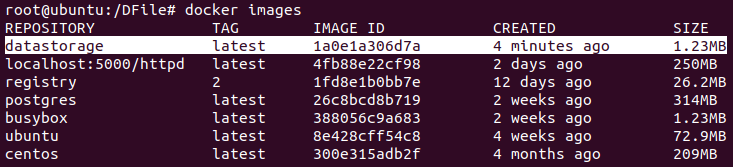 root@ubuntu:/DFile# docker images
REPOSITORY TAG IMAGE ID CREATED SIZE
datastorage latest 1a0e1a306d7a 4 minutes ago 1.23MB
localhost:5000/httpd latest 4fb88e22cf98 2 days ago 250MB
registry 2 1fd8e1b0bb7e 12 days ago 26.2MB
postgres latest 26c8bcd8b719 2 weeks ago 314MB
busybox latest 388056c9a683 2 weeks ago 1.23MB
ubuntu latest 8e428cff54c8 4 weeks ago 72.9MB
centos latest 300e315adb2f 4 months ago 209MB